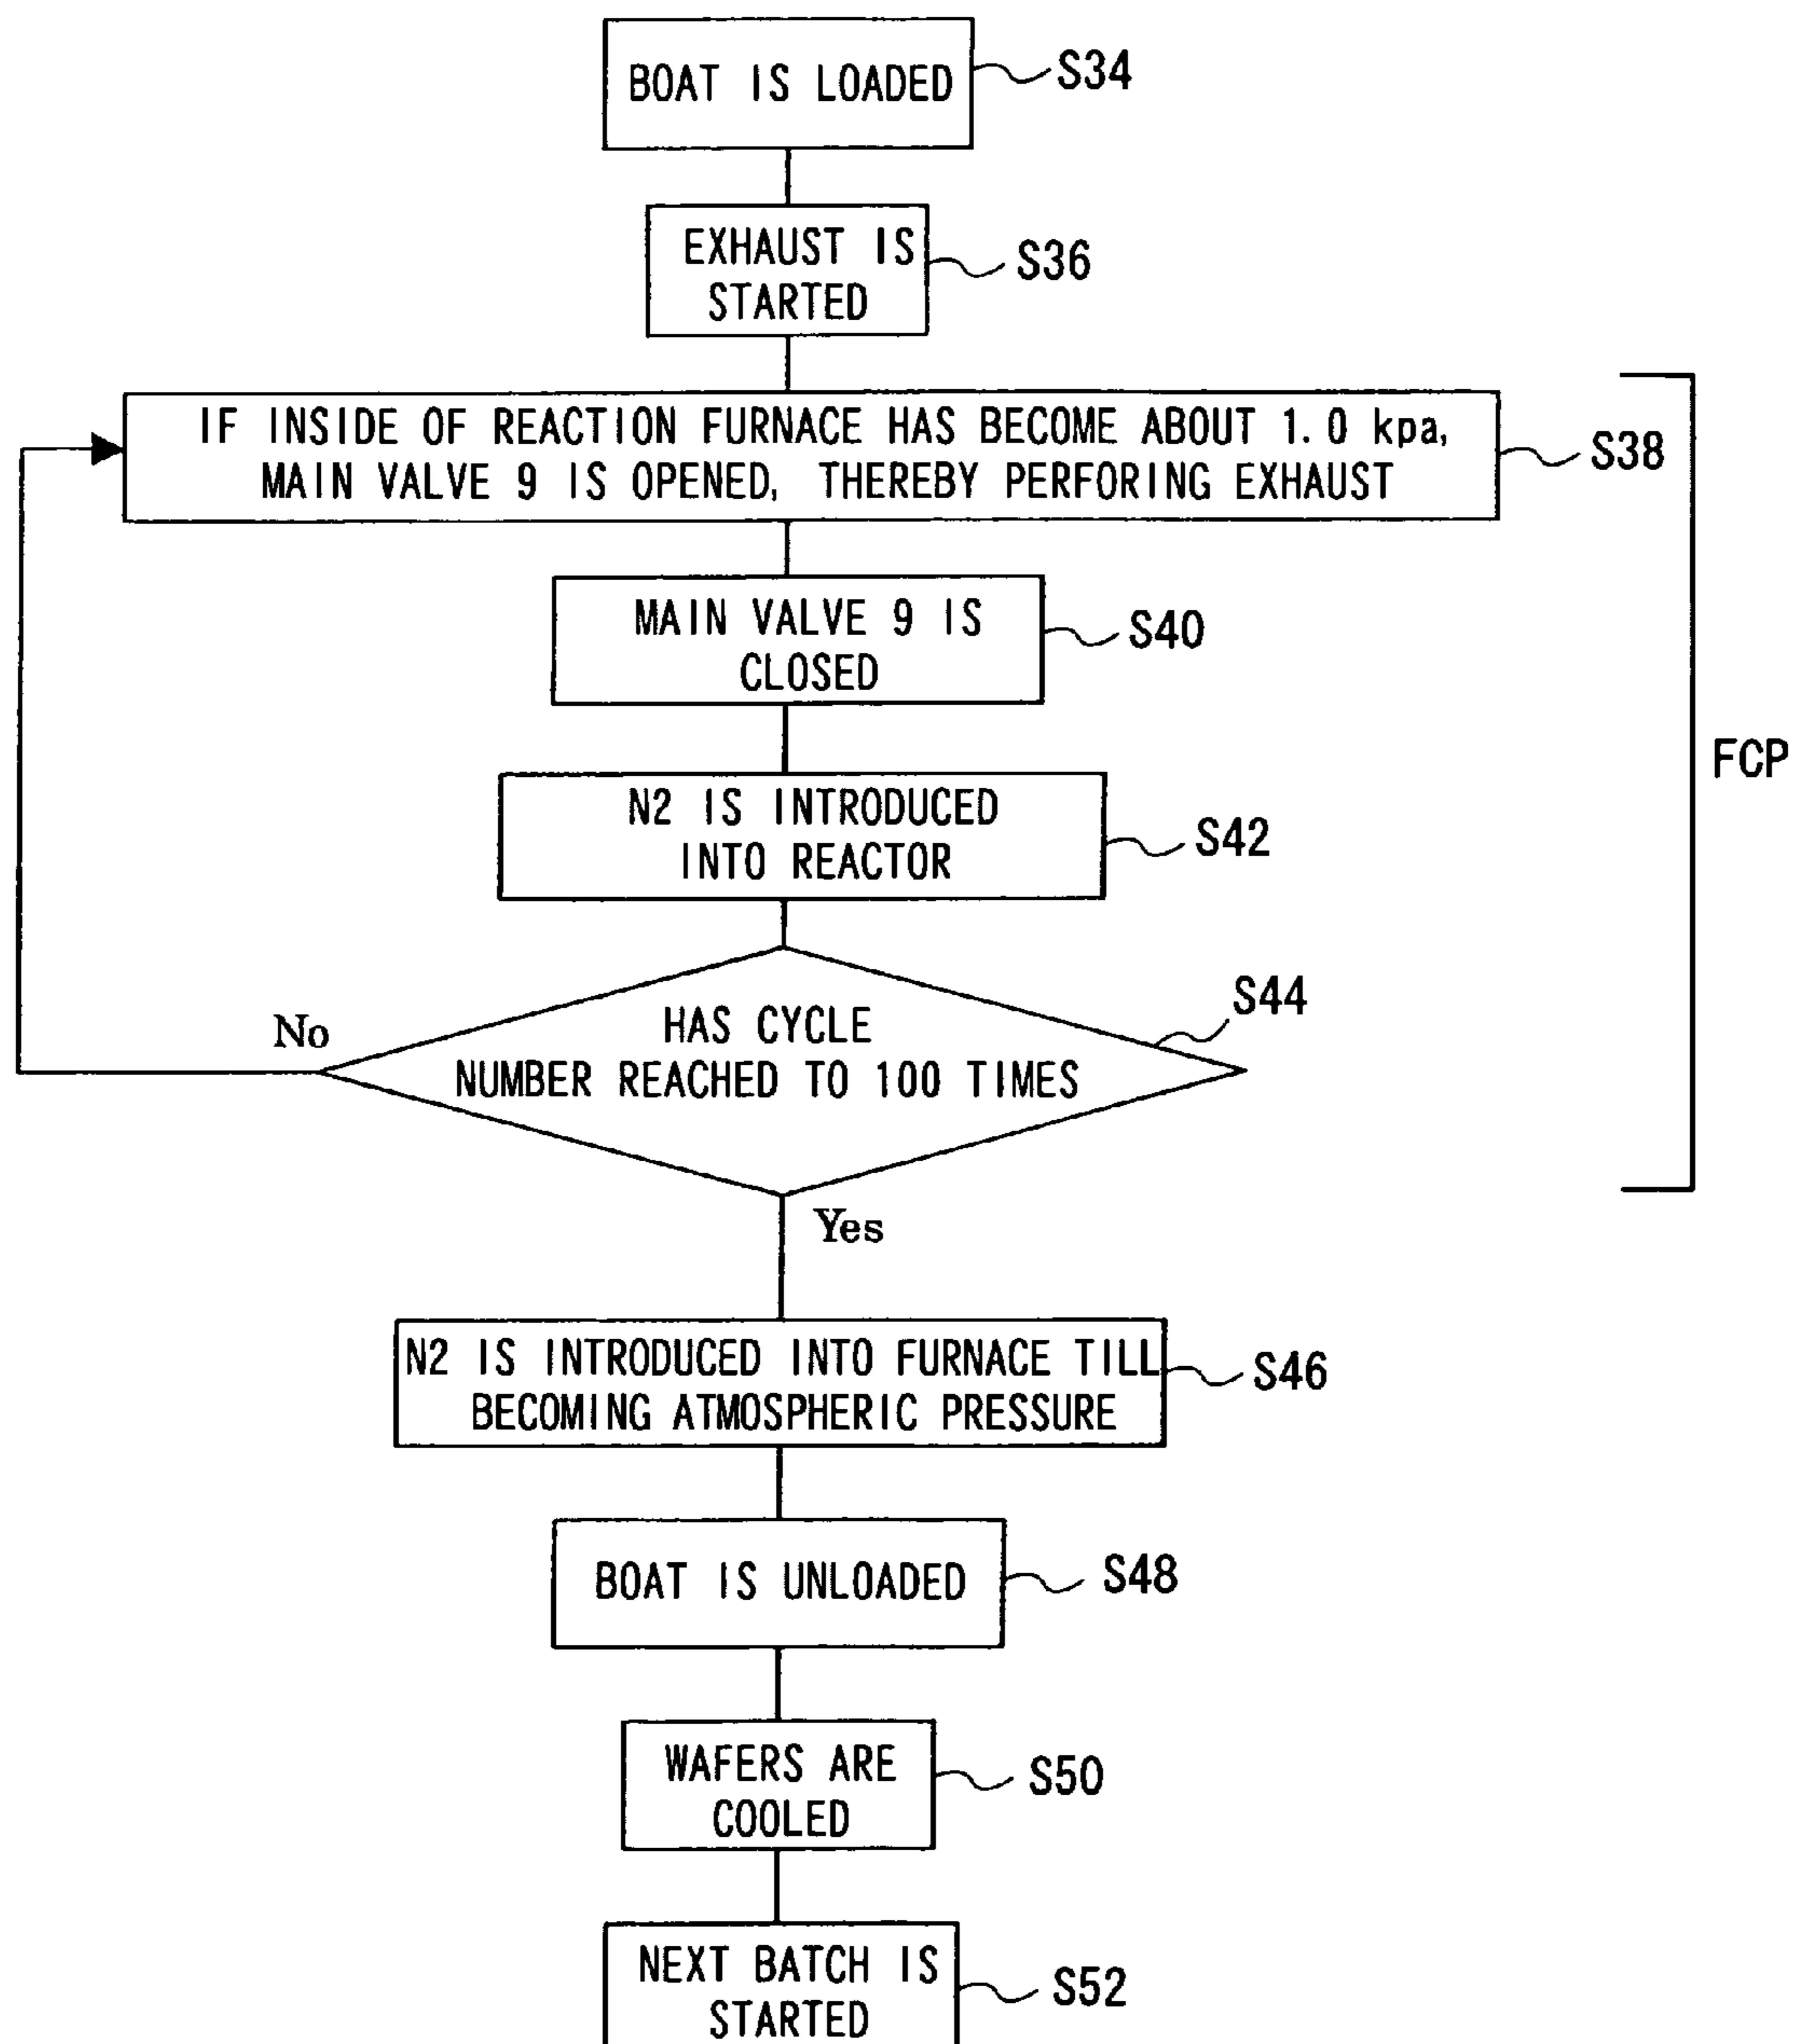 BOAT IS LOADED
S34
EXHAUST IS
STARTED
S36
IF INSIDE OF REACTION FURNACE HAS BECOME ABOUT 1.0 kpa,
MAIN VALVE 9 IS OPENED, THEREBY PERFORING EXHAUST
S38
MAIN VALVE 9 IS
CLOSED
S40
FCP
N2 IS INTRODUCED
INTO REACTOR
S42
HAS CYCLE
NUMBER REACHED TO 100 TIMES
S44
No
Yes
N2 IS INTRODUCED INTO FURNACE TILL
BECOMING ATMOSPHERIC PRESSURE
S46
BOAT IS UNLOADED
S48
WAFERS ARE
COOLED
S50
NEXT BATCH IS
STARTED
S52